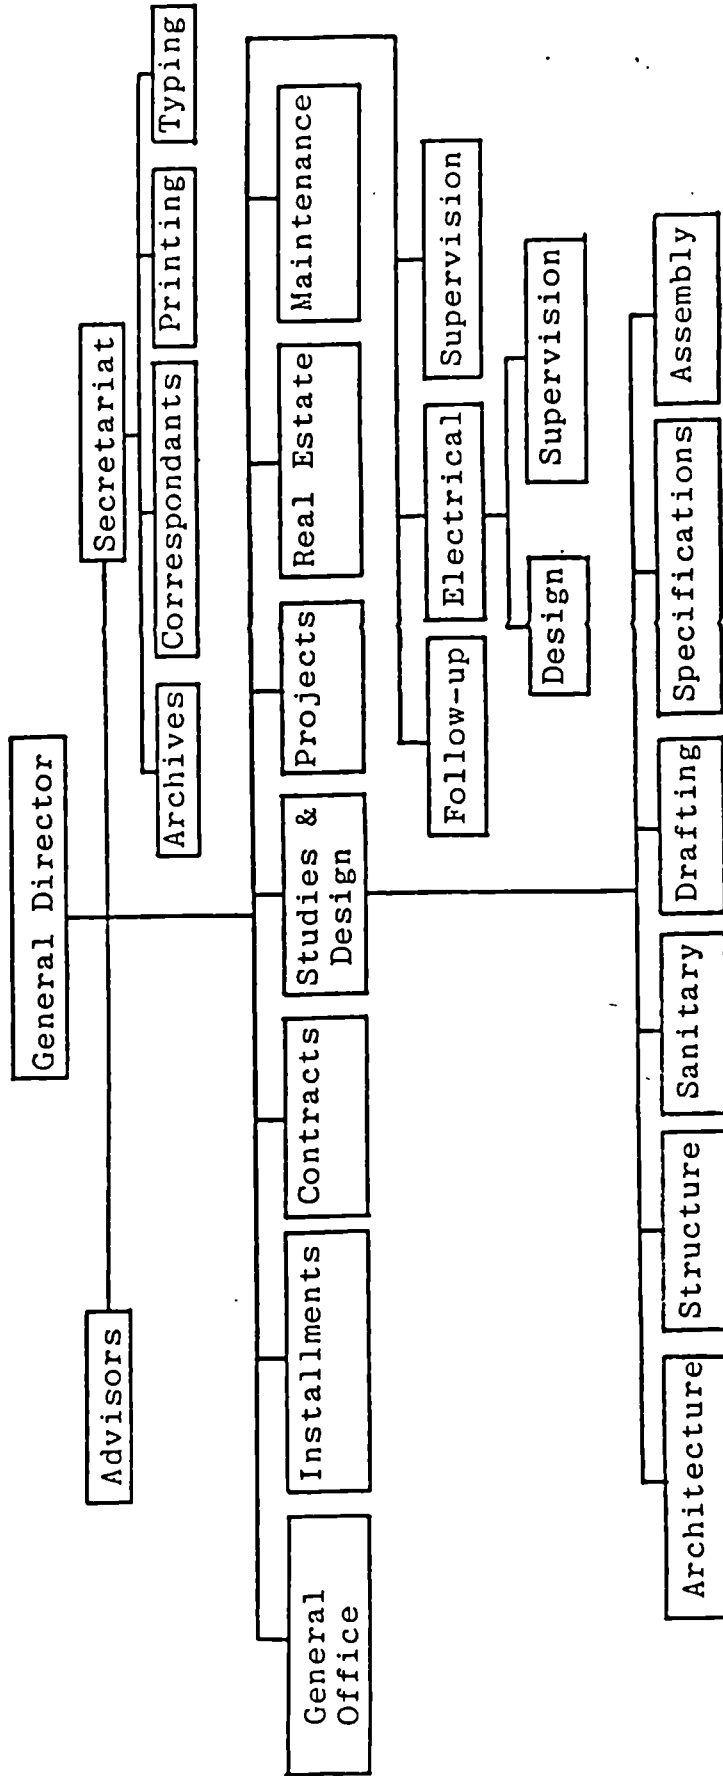 General Director
Advisors
Secretariat
Archives
Correspondants
Printing
Typing
General
Office
Installments
Contracts
Studies &
Design
Projects
Real Estate
Maintenance
Follow-up
Electrical
Supervision
Design
Supervision
Architecture
Structure
Sanitary
Drafting
Specifications
Assembly